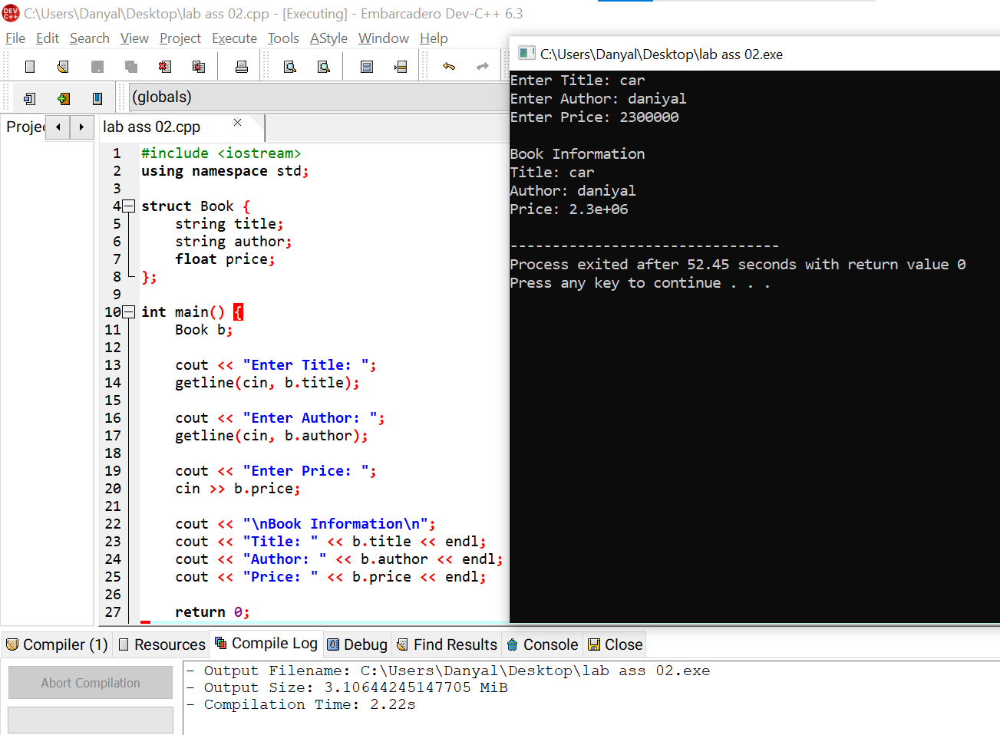 C:\Users\Danyal\Desktop\lab ass 02.cpp - [Executing] - Embarcadero Dev-C++ 6.3
File Edit Search View Project Execute Tools AStyle Window Help
(globals)
Projec
lab ass 02.cpp
1 #include <iostream>
2 using namespace std;
3
4 struct Book {
5     string title;
6     string author;
7     float price;
8 };
9
10 int main() {
11     Book b;
12
13     cout << "Enter Title: ";
14     getline(cin, b.title);
15
16     cout << "Enter Author: ";
17     getline(cin, b.author);
18
19     cout << "Enter Price: ";
20     cin >> b.price;
21
22     cout << "\nBook Information\n";
23     cout << "Title: " << b.title << endl;
24     cout << "Author: " << b.author << endl;
25     cout << "Price: " << b.price << endl;
26
27     return 0;
C:\Users\Danyal\Desktop\lab ass 02.exe
Enter Title: car
Enter Author: daniyal
Enter Price: 2300000
Book Information
Title: car
Author: daniyal
Price: 2.3e+06
--------------------------------
Process exited after 52.45 seconds with return value 0
Press any key to continue . . .
Compiler (1) Resources Compile Log Debug Find Results Console Close
Abort Compilation
- Output Filename: C:\Users\Danyal\Desktop\lab ass 02.exe
- Output Size: 3.10644245147705 MiB
- Compilation Time: 2.22s